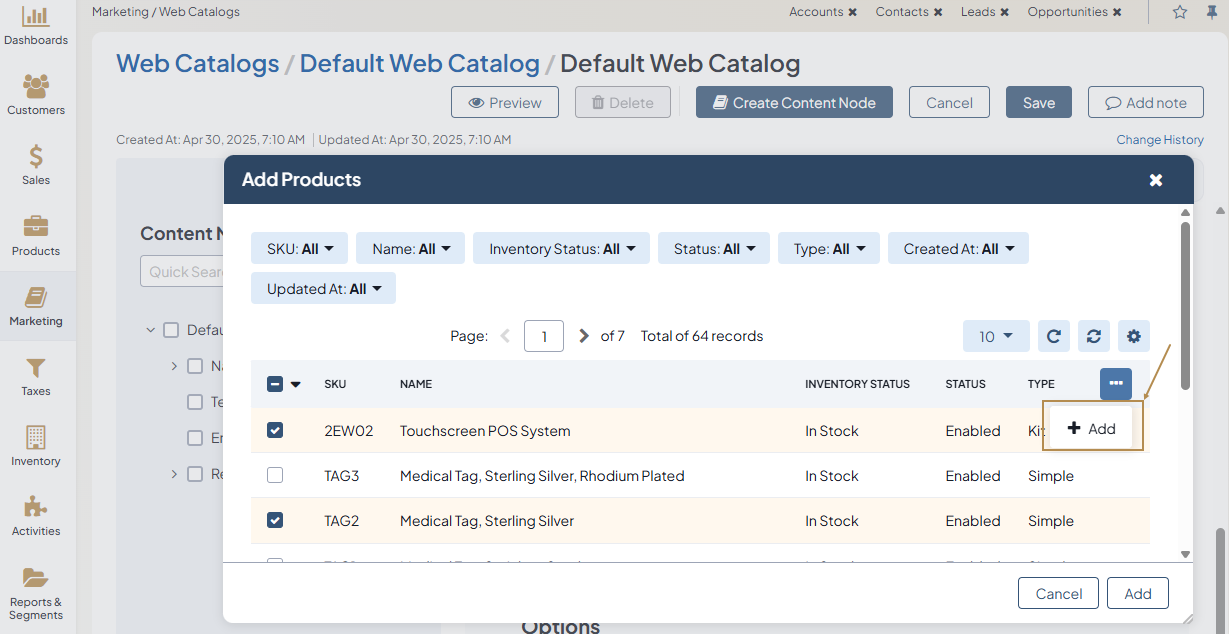 Marketing / Web Catalogs
Accounts ✖ Contacts ✖ Leads ✖ Opportunities ✖
Dashboards
Customers
Sales
Products
Marketing
Taxes
Inventory
Activities
Reports &
Segments
Web Catalogs / Default Web Catalog / Default Web Catalog
Preview Delete Create Content Node Cancel Save Add note
Created At: Apr 30, 2025, 7:10 AM | Updated At: Apr 30, 2025, 7:10 AM
Change History
Content
Quick Sear
Defau
Add Products
SKU: All Name: All Inventory Status: All Status: All Type: All Created At: All
Updated At: All
Page: 1 of 7 Total of 64 records 10
SKU NAME INVENTORY STATUS STATUS TYPE
2EW02 Touchscreen POS System In Stock Enabled Kit
+ Add
TAG3 Medical Tag, Sterling Silver, Rhodium Plated In Stock Enabled Simple
TAG2 Medical Tag, Sterling Silver In Stock Enabled Simple
Cancel Add
Options